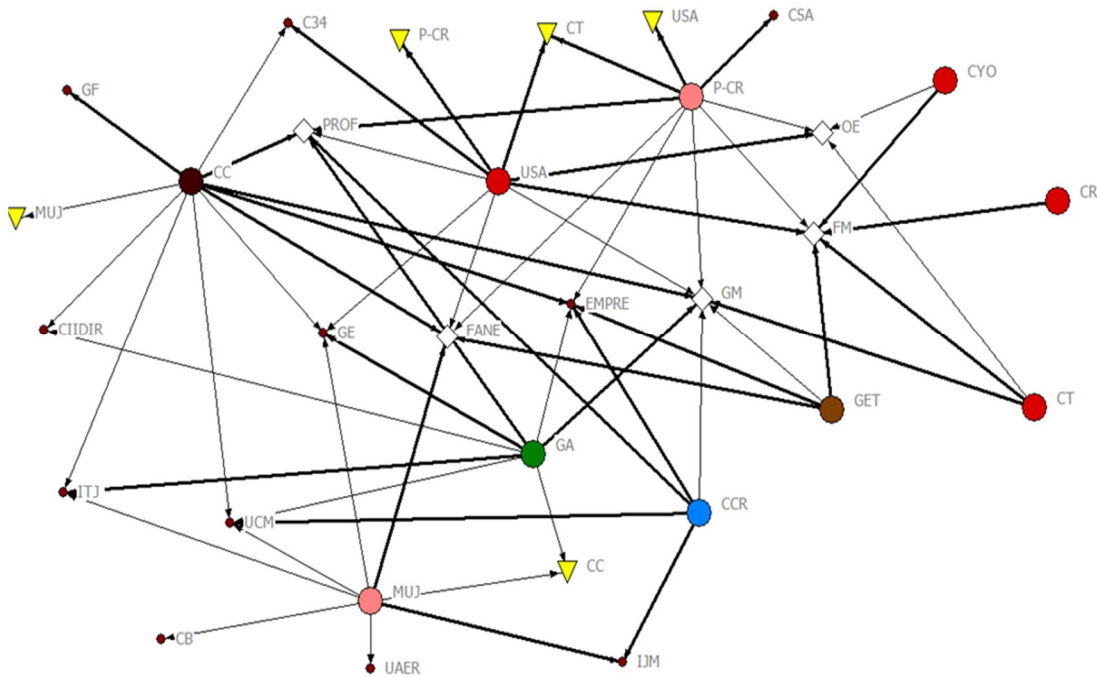 C34
P-CR
CT
USA
CSA
GF
PROF
P-CR
CYO
OE
CC
USA
MUJ
CR
FM
CIIDIR
GE
FANE
EMPRE
GM
GET
CT
GA
ITJ
UCM
CCR
CC
MUJ
CB
UAER
IJM